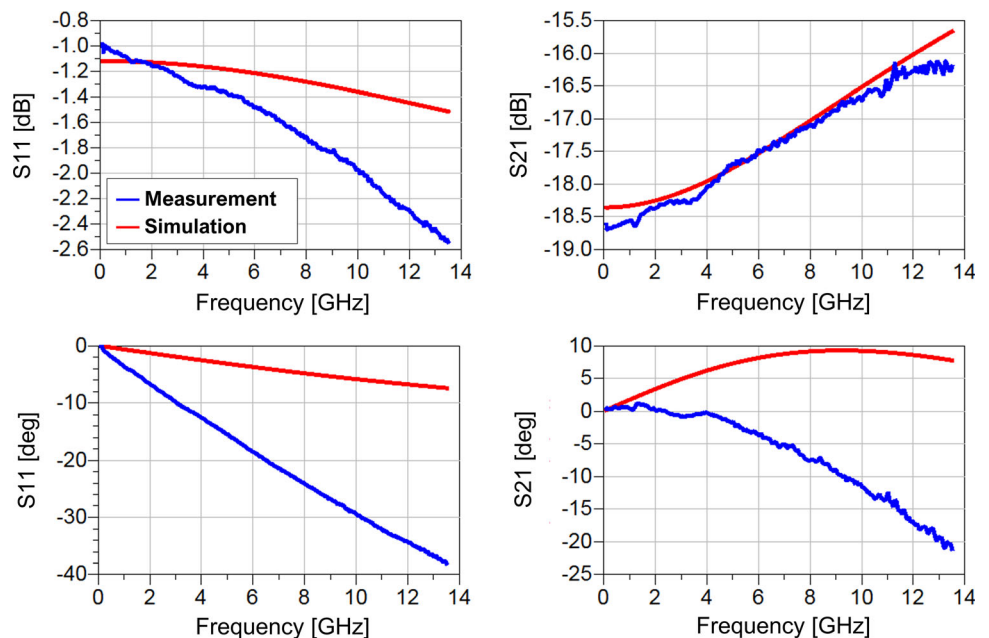 S11 [dB]
-0.8
-1.0
-1.2
-1.4
-1.6
-1.8
-2.0
-2.2
-2.4
-2.6
Measurement
Simulation
0 2 4 6 8 10 12 14
Frequency [GHz]
S21 [dB]
-15.5
-16.0
-16.5
-17.0
-17.5
-18.0
-18.5
-19.0
0 2 4 6 8 10 12 14
Frequency [GHz]
S11 [deg]
0
-10
-20
-30
-40
0 2 4 6 8 10 12 14
Frequency [GHz]
S21 [deg]
10
5
0
-5
-10
-15
-20
-25
0 2 4 6 8 10 12 14
Frequency [GHz]